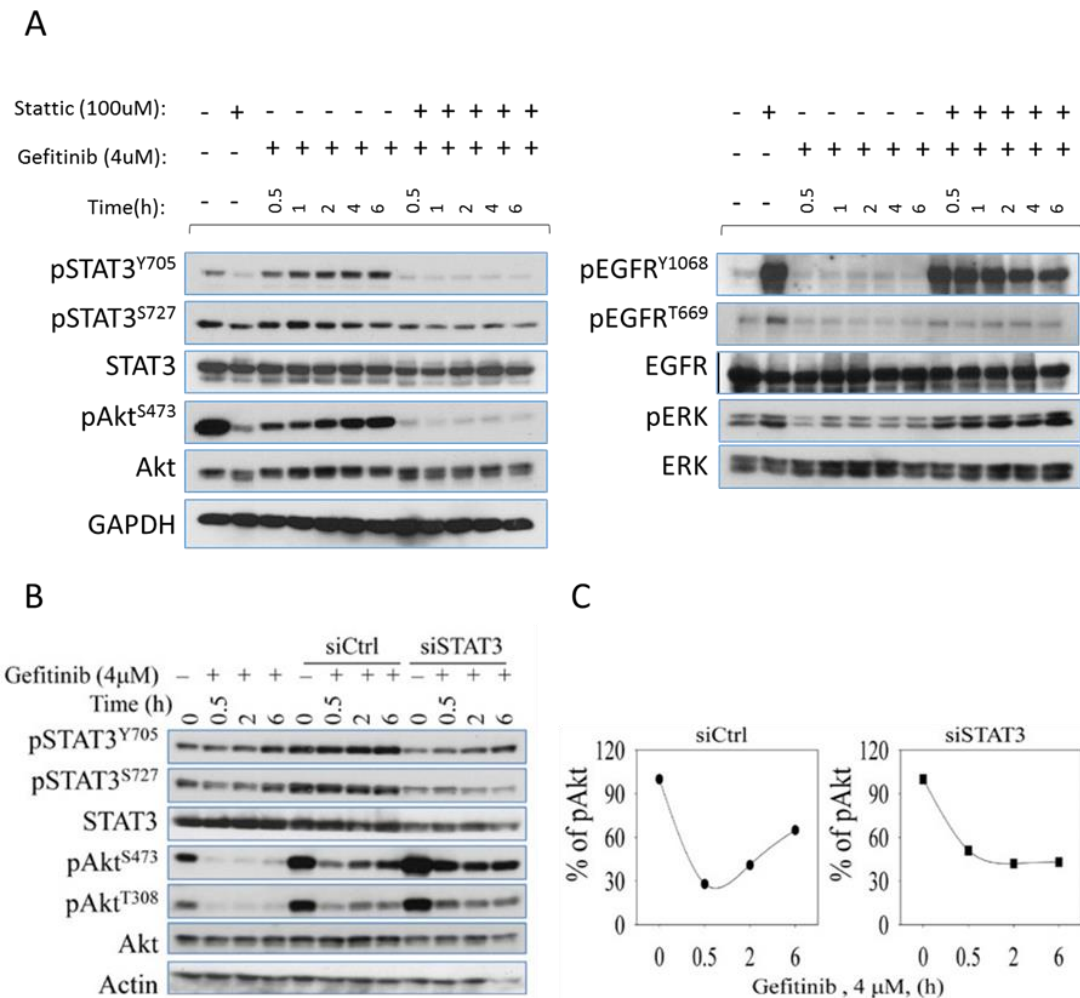 A
Stattic (100uM): - + - - - - - + + + + +
Gefitinib (4uM): - - + + + + + + + + + +
Time(h): - - 0.5 1 2 4 6 0.5 1 2 4 6
pSTAT3Y705
pSTAT3S727
STAT3
pAktS473
Akt
GAPDH
- + - - - - - + + + + +
- - + + + + + + + + + +
- - 0.5 1 2 4 6 0.5 1 2 4 6
pEGFRY1068
pEGFRT669
EGFR
pERK
ERK
B
siCtrl siSTAT3
Gefitinib (4μM) - + + + - + + + - + + +
Time (h) 0 0.5 2 6 0 0.5 2 6 0 0.5 2 6
pSTAT3Y705
pSTAT3S727
STAT3
pAktS473
pAktT308
Akt
Actin
C
siCtrl
% of pAkt
120
90
60
30
0
0 0.5 2 6
siSTAT3
% of pAkt
120
90
60
30
0
0 0.5 2 6
Gefitinib , 4 μM, (h)